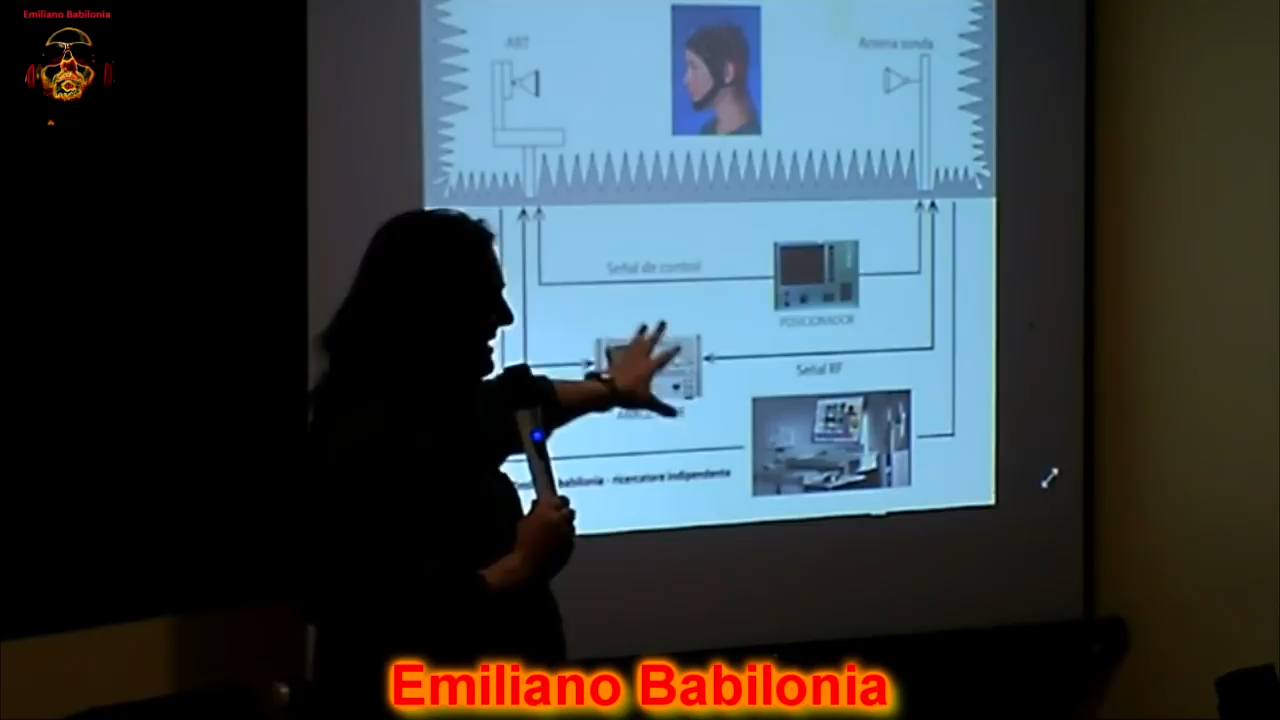 Emiliano Babilonia
ABT
Antena sonda
Señal de control
POSICIONADOR
Señal RF
babilonia - ricercatore indipendente
Emiliano Babilonia